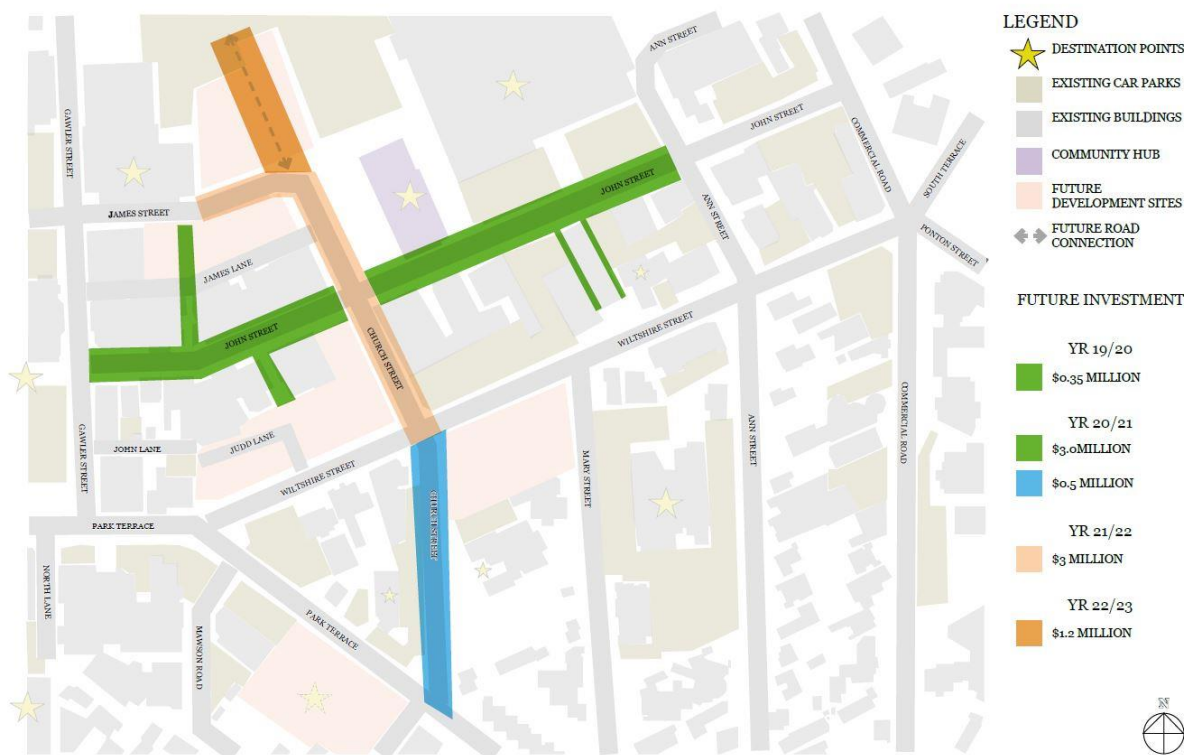 LEGEND
DESTINATION POINTS
EXISTING CAR PARKS
EXISTING BUILDINGS
COMMUNITY HUB
FUTURE
DEVELOPMENT SITES
FUTURE ROAD
CONNECTION
FUTURE INVESTMENT
YR 19/20
$0.35 MILLION
YR 20/21
$3.0MILLION
$0.5 MILLION
YR 21/22
$3 MILLION
YR 22/23
$1.2 MILLION
N
ANN STREET
GAWLER STREET
JOHN STREET
COMMERCIAL ROAD
SOUTH TERRACE
JOHN STREET
JAMES STREET
ANN STREET
PONTON STREET
JAMES LANE
JOHN STREET
CHURCH STREET
WILTSHIRE STREET
COMMERCIAL ROAD
ANN STREET
GAWLER STREET
JOHN LANE
JUDD LANE
WILTSHIRE STREET
MARY STREET
PARK TERRACE
NORTH LANE
PARK TERRACE
MAWSON ROAD